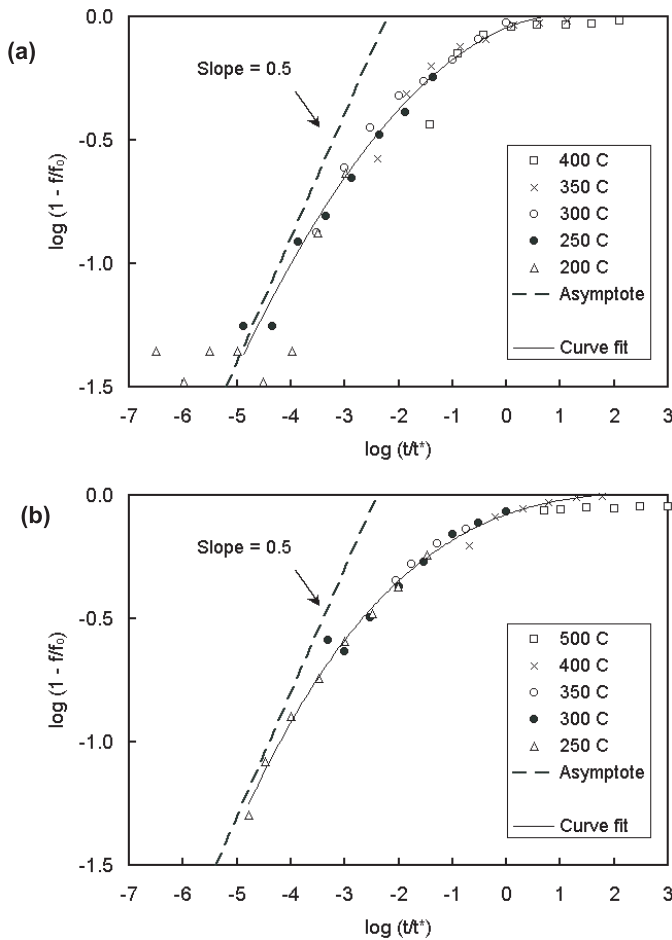 (a)
0.0
-0.5
-1.0
-1.5
log (1 - f/f₀)
Slope = 0.5
400 C
350 C
300 C
250 C
200 C
Asymptote
Curve fit
-7 -6 -5 -4 -3 -2 -1 0 1 2 3
log (t/t*)
(b)
0.0
-0.5
-1.0
-1.5
log (1 - f/f₀)
Slope = 0.5
500 C
400 C
350 C
300 C
250 C
Asymptote
Curve fit
-7 -6 -5 -4 -3 -2 -1 0 1 2 3
log (t/t*)